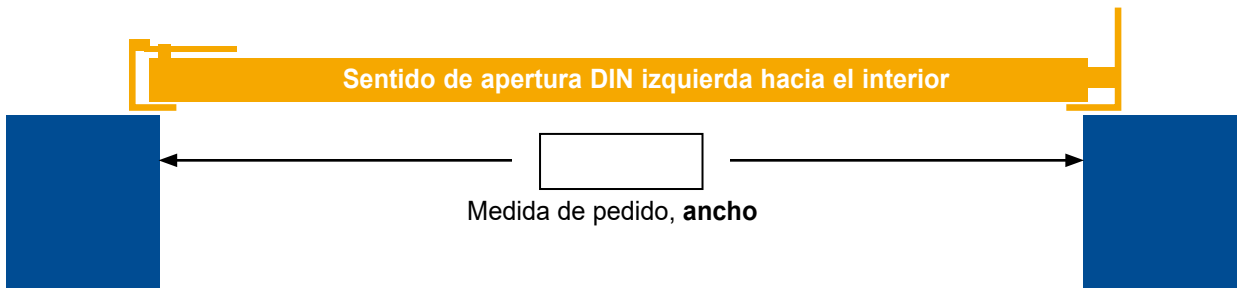 Sentido de apertura DIN izquierda hacia el interior
Medida de pedido, ancho